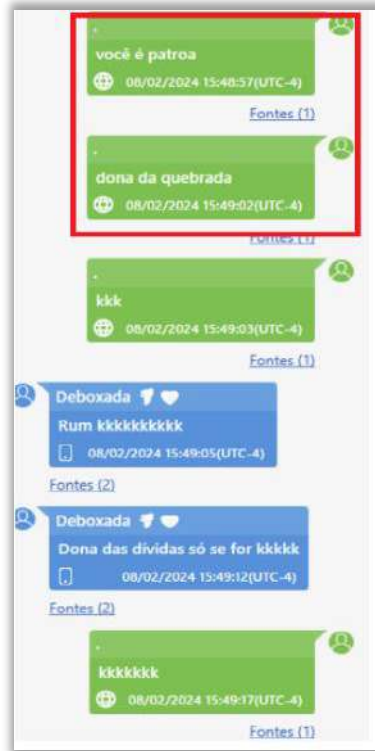 .
você é patroa
08/02/2024 15:48:57(UTC-4)
Fontes (1)
.
dona da quebrada
08/02/2024 15:49:02(UTC-4)
Fontes (1)
.
kkk
08/02/2024 15:49:03(UTC-4)
Fontes (1)
Deboxada
Rum kkkkkkkkkk
08/02/2024 15:49:05(UTC-4)
Fontes (2)
Deboxada
Dona das dívidas só se for kkkkk
08/02/2024 15:49:12(UTC-4)
Fontes (2)
.
kkkkkkk
08/02/2024 15:49:17(UTC-4)
Fontes (1)